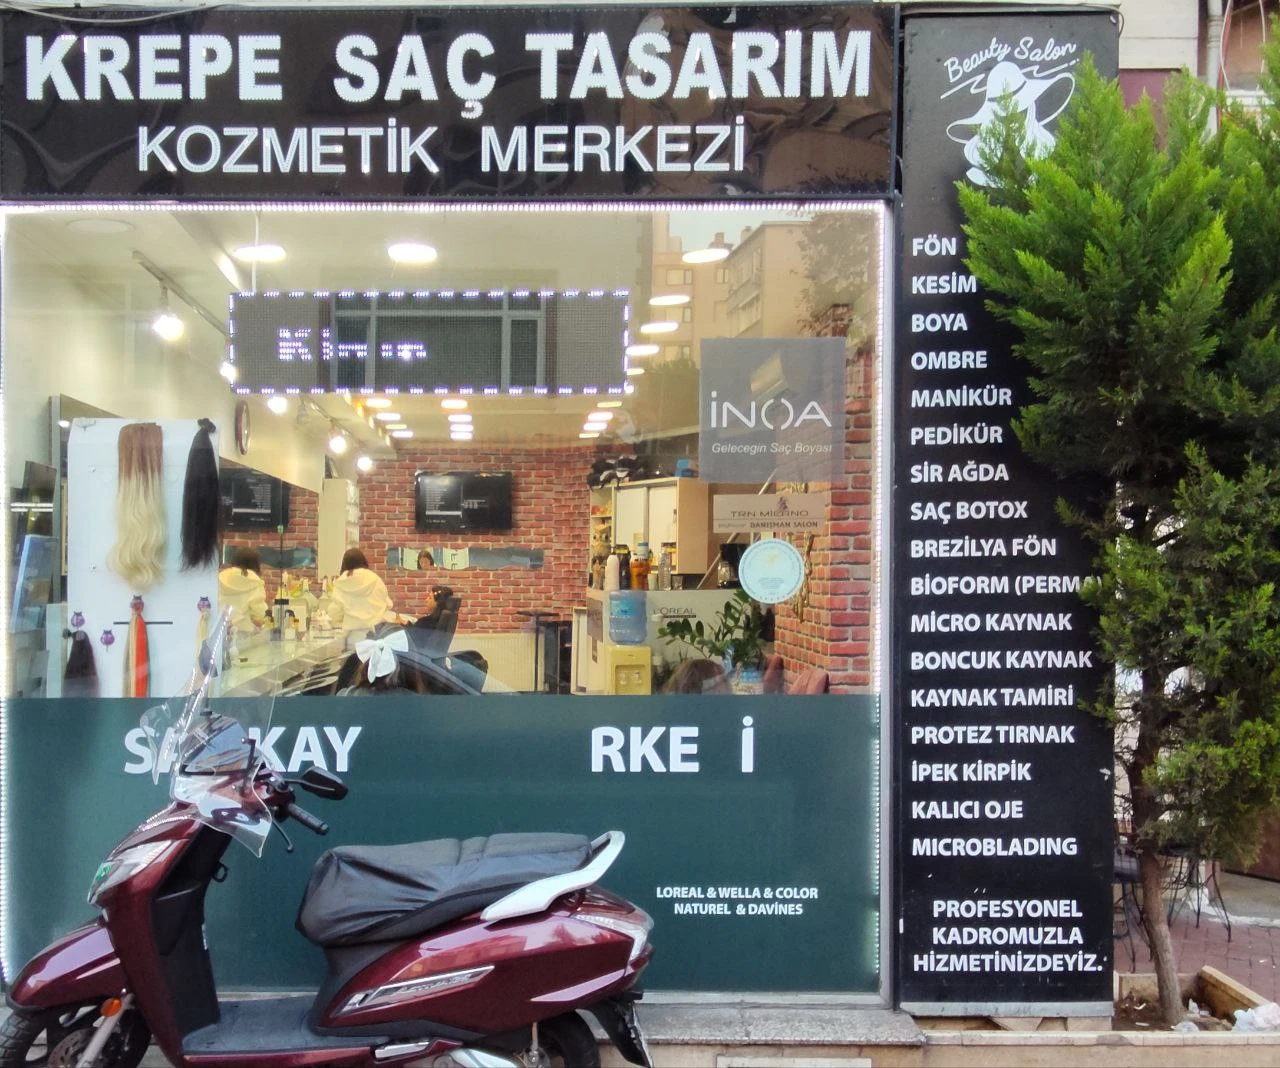 KREPE SAÇ TASARIM
KOZMETİK MERKEZİ
İNOA
Geleceğin Saç Boyası
DANIŞMAN SALON
L'OREAL
KAY RKE İ
LOREAL & WELLA & COLOR
NATUREL & DAVİNES
Beauty Salon
FÖN
KESİM
BOYA
OMBRE
MANİKÜR
PEDİKÜR
SİR AĞDA
SAÇ BOTOX
BREZİLYA FÖN
BİOFORM (PERMA
MİCRO KAYNAK
BONCUK KAYNAK
KAYNAK TAMİRİ
PROTEZ TIRNAK
İPEK KİRPİK
KALICI OJE
MICROBLADING
PROFESYONEL
KADROMUZLA
HİZMETİNİZDEYİZ.